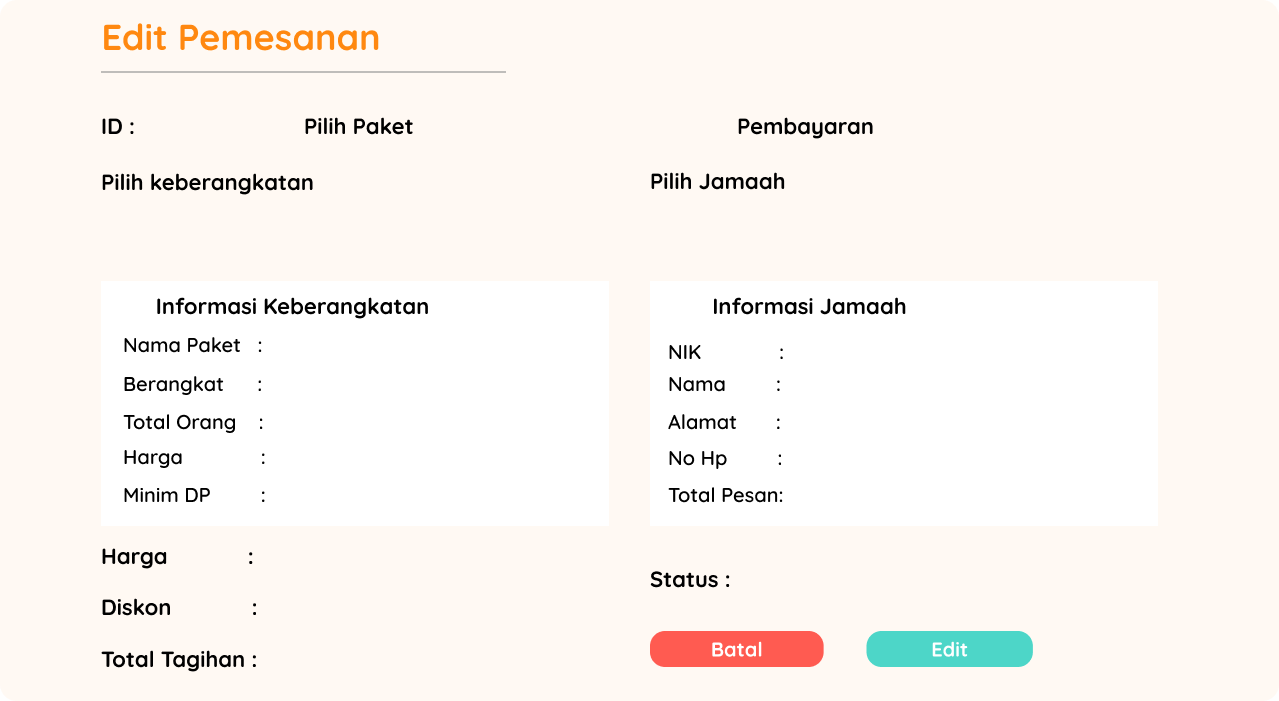 Edit Pemesanan
ID : Pilih Paket Pembayaran
Pilih keberangkatan Pilih Jamaah
Informasi Keberangkatan
Nama Paket :
Berangkat :
Total Orang :
Harga :
Minim DP :
Informasi Jamaah
NIK :
Nama :
Alamat :
No Hp :
Total Pesan:
Harga :
Diskon :
Total Tagihan :
Status :
Batal Edit